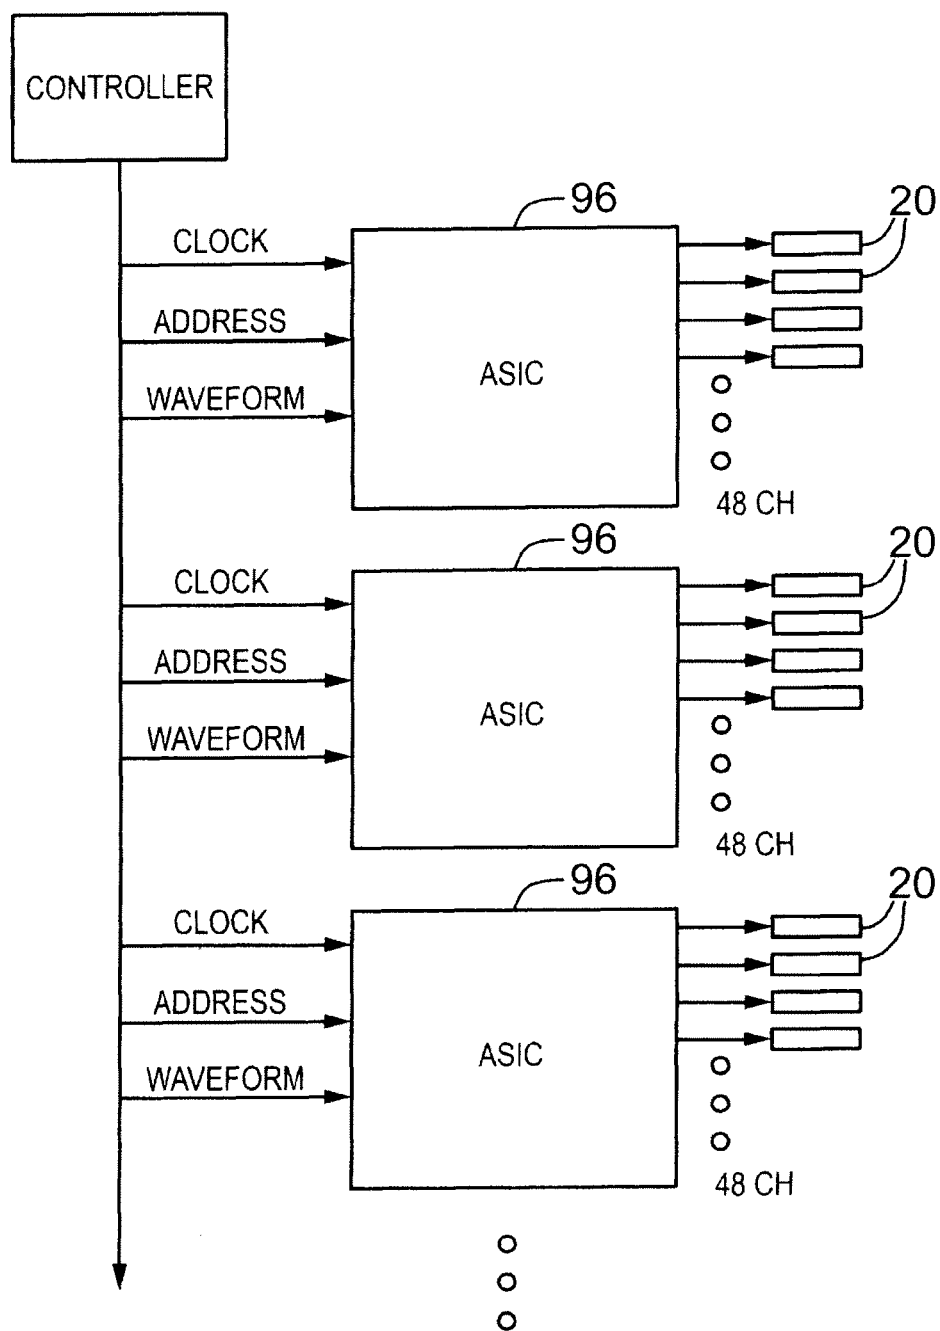 CONTROLLER
96
20
CLOCK
ADDRESS
WAVEFORM
ASIC
48 CH
96
20
CLOCK
ADDRESS
WAVEFORM
ASIC
48 CH
96
20
CLOCK
ADDRESS
WAVEFORM
ASIC
48 CH